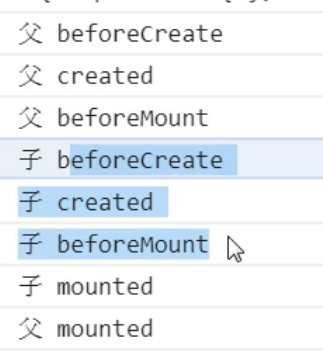 父 beforeCreate
父 created
父 beforeMount
子 beforeCreate
子 created
子 beforeMount
子 mounted
父 mounted